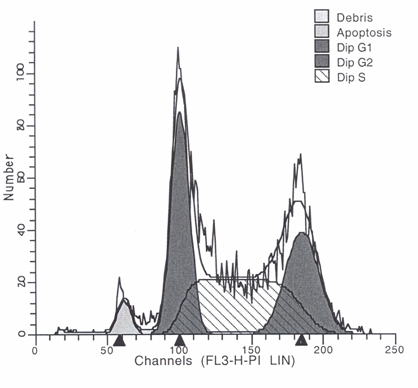 Debris
Apoptosis
Dip G1
Dip G2
Dip S
Number
0
20
40
60
80
100
0
50
100
150
200
250
Channels (FL3-H-PI LIN)